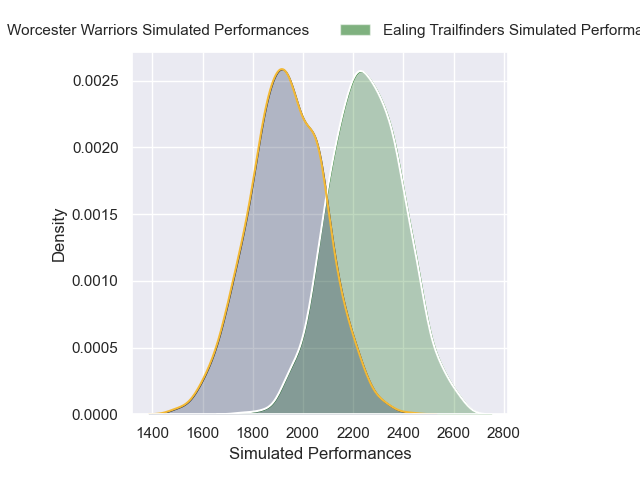 Worcester Warriors Simulated Performances
Ealing Trailfinders Simulated Performa
0.0025
0.0020
0.0015
0.0010
0.0005
0.0000
Density
1400 1600 1800 2000 2200 2400 2600 2800
Simulated Performances